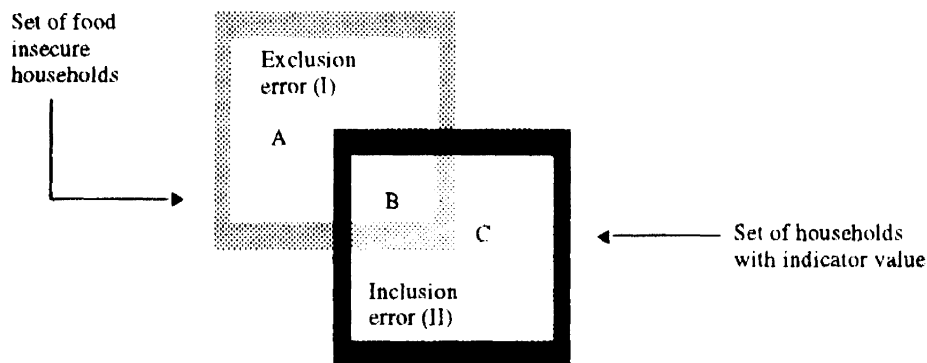 Set of food
insecure
households
Exclusion
error (I)
A
B
C
Set of households
with indicator value
Inclusion
error (II)